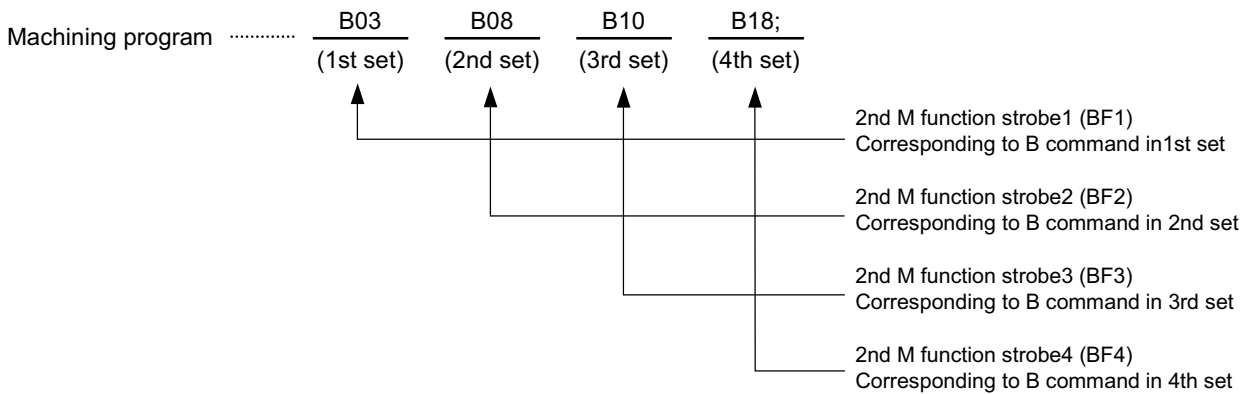 Machining program ............. B03 B08 B10 B18;
(1st set) (2nd set) (3rd set) (4th set)
2nd M function strobe1 (BF1)
Corresponding to B command in1st set
2nd M function strobe2 (BF2)
Corresponding to B command in 2nd set
2nd M function strobe3 (BF3)
Corresponding to B command in 3rd set
2nd M function strobe4 (BF4)
Corresponding to B command in 4th set